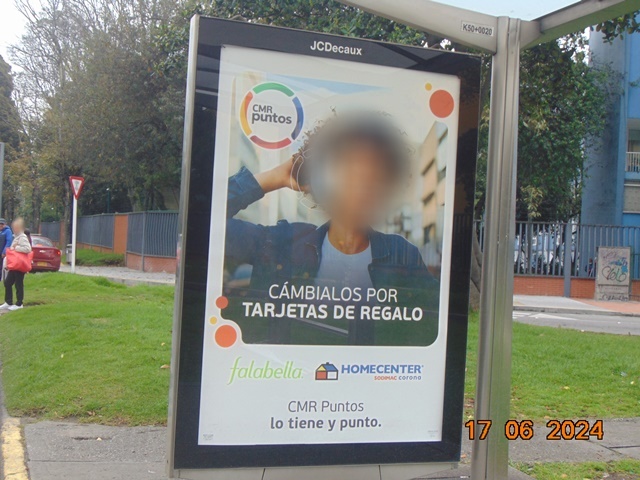 K50+0020
JCDecaux
CMR
puntos
CÁMBIALOS POR
TARJETAS DE REGALO
falabella.
HOMECENTER
SODIMAC corona
CMR Puntos
lo tiene y punto.
17 06 2024